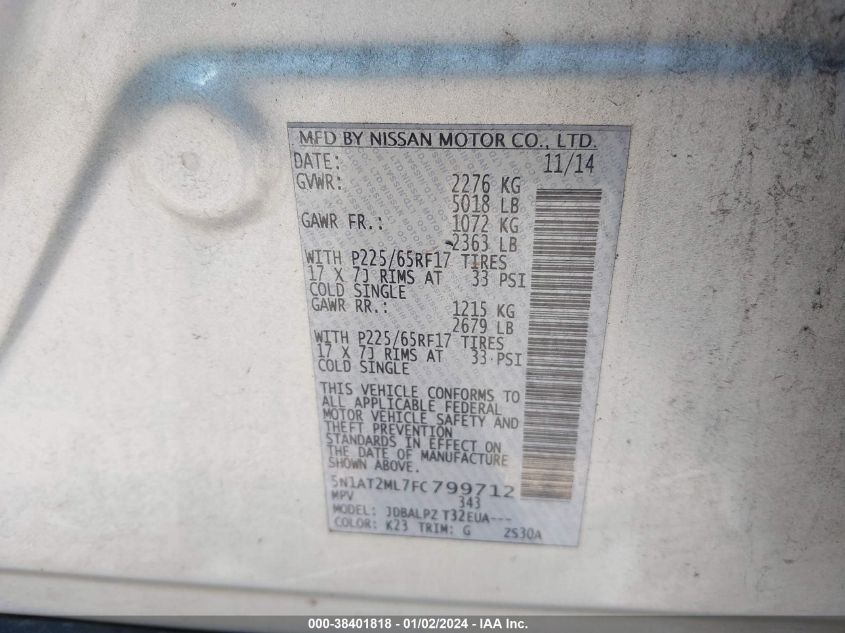 MFD BY NISSAN MOTOR CO., LTD.
DATE: 11/14
GVWR: 2276 KG
5018 LB
GAWR FR.: 1072 KG
2363 LB
WITH P225/65RF17 TIRES
17 X 7J RIMS AT 33 PSI
COLD SINGLE
GAWR RR.: 1215 KG
2679 LB
WITH P225/65RF17 TIRES
17 X 7J RIMS AT 33 PSI
COLD SINGLE
THIS VEHICLE CONFORMS TO
ALL APPLICABLE FEDERAL
MOTOR VEHICLE SAFETY AND
THEFT PREVENTION
STANDARDS IN EFFECT ON
THE DATE OF MANUFACTURE
SHOWN ABOVE.
5N1AT2ML7FC799712
MPV 343
MODEL: JDBALPZ T32EUA---
COLOR: K23 TRIM: G ZS30A
000-38401818 - 01/02/2024 - IAA Inc.